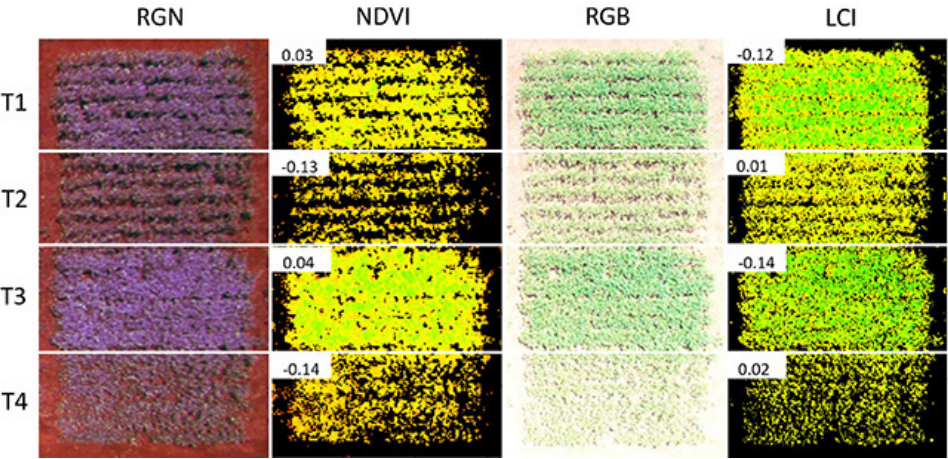 RGN NDVI RGB LCI
T1 0.03 -0.12
T2 -0.13 0.01
T3 0.04 -0.14
T4 -0.14 0.02